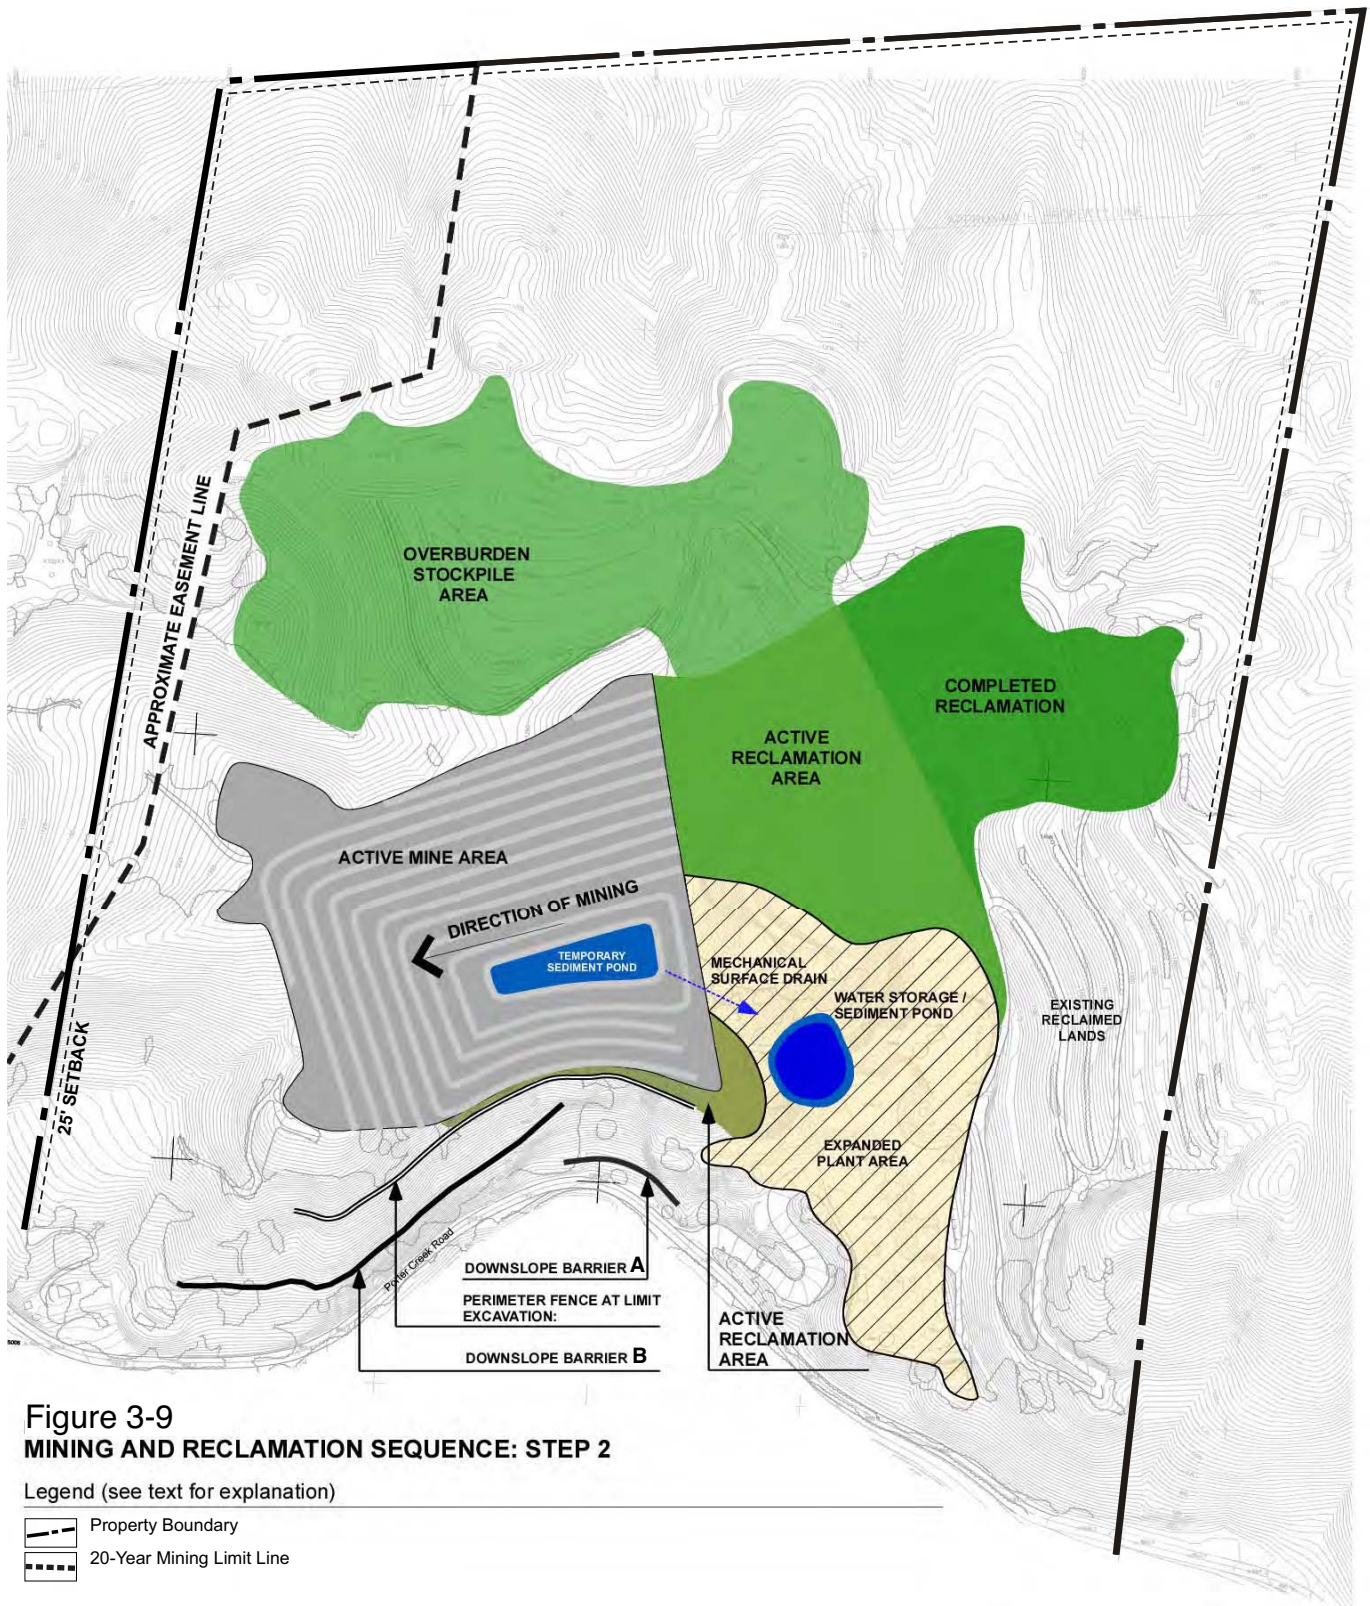 APPROXIMATE PROPERTY LINE
OVERBURDEN
STOCKPILE
AREA
APPROXIMATE EASEMENT LINE
COMPLETED
RECLAMATION
ACTIVE
RECLAMATION
AREA
ACTIVE MINE AREA
DIRECTION OF MINING
TEMPORARY
SEDIMENT POND
MECHANICAL
SURFACE DRAIN
WATER STORAGE /
SEDIMENT POND
EXISTING
RECLAIMED
LANDS
25' SETBACK
EXPANDED
PLANT AREA
Porter Creek Road
DOWNSLOPE BARRIER A
PERIMETER FENCE AT LIMIT
EXCAVATION:
DOWNSLOPE BARRIER B
ACTIVE
RECLAMATION
AREA
Figure 3-9
MINING AND RECLAMATION SEQUENCE: STEP 2
Legend (see text for explanation)
Property Boundary
20-Year Mining Limit Line